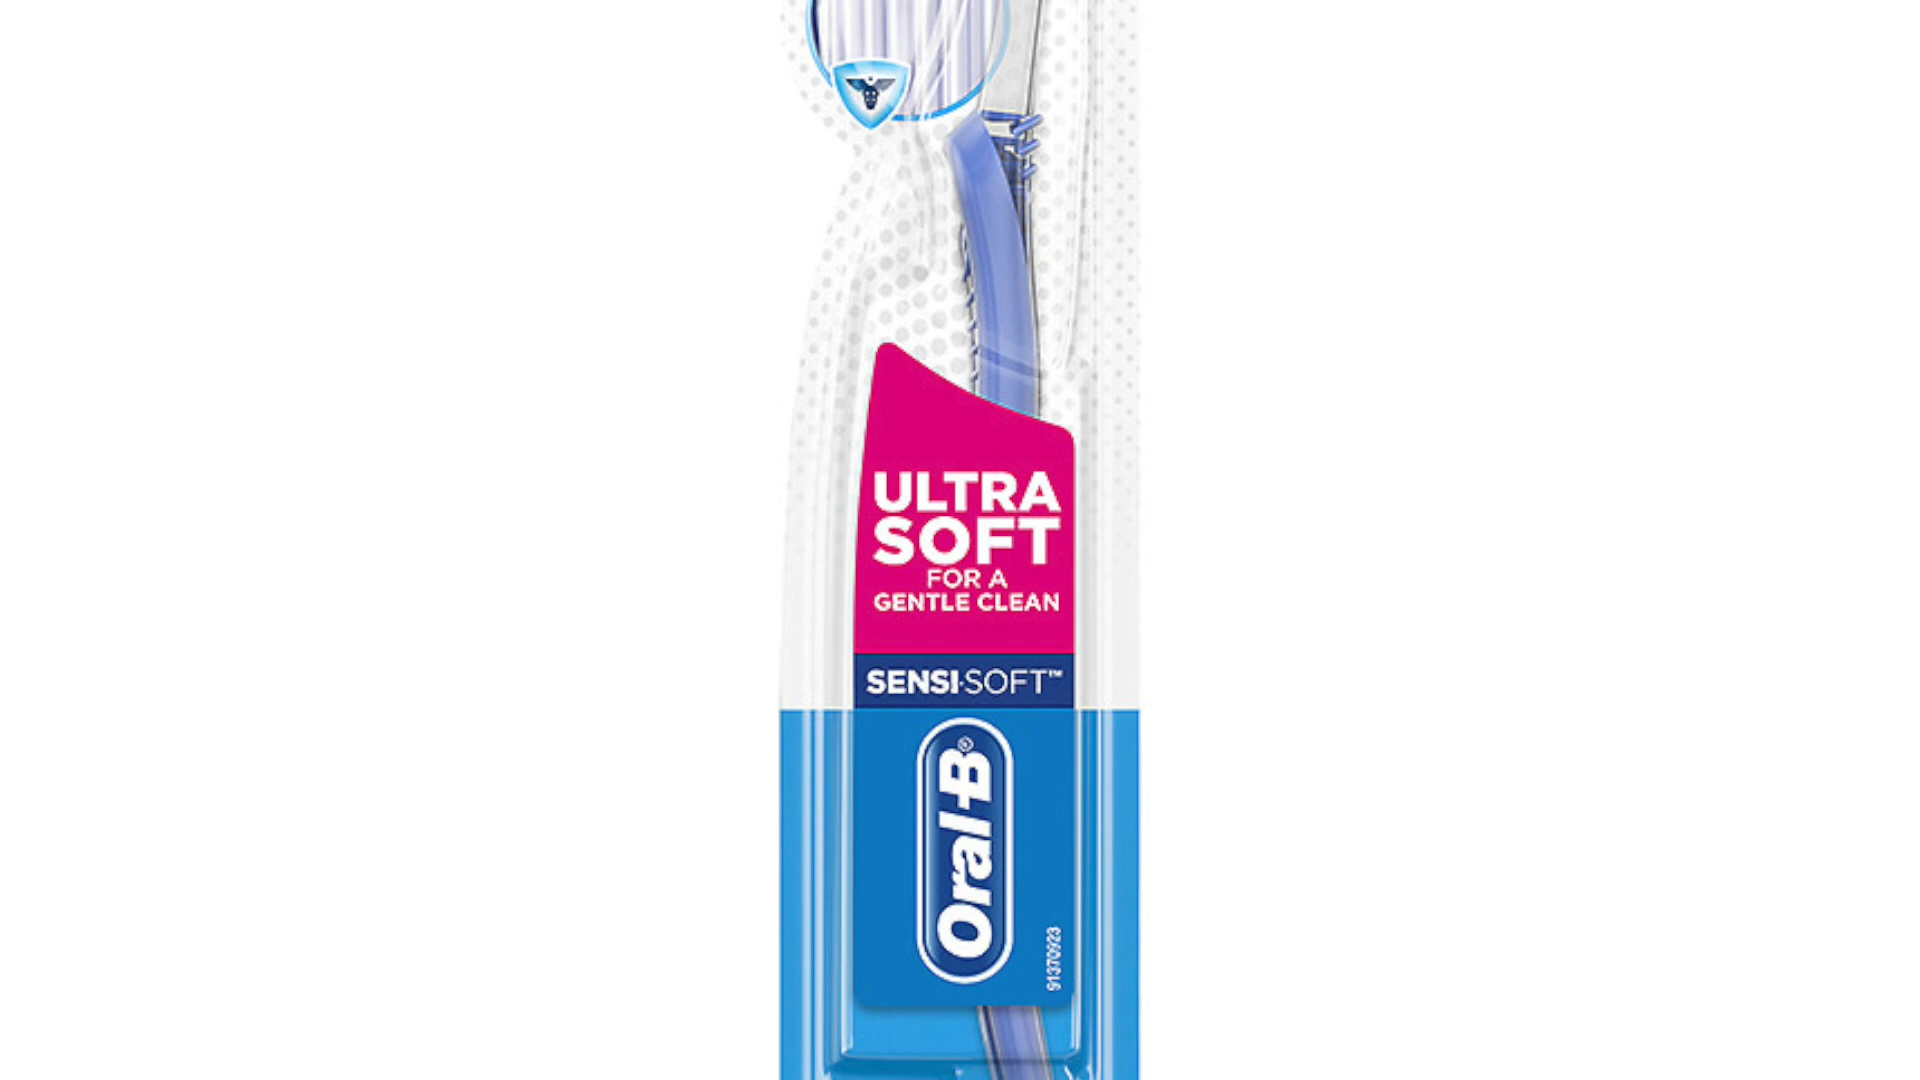 ULTRA
SOFT
FOR A
GENTLE CLEAN
SENSI·SOFT™
Oral-B®
91370923